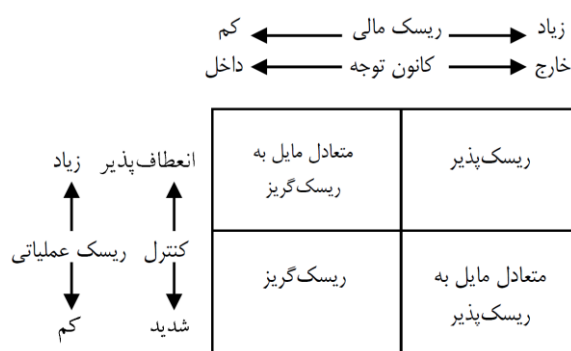 زیاد ریسک مالی کم
خارج کانون توجه داخل
ریسک‌پذیر
متعادل مایل به
ریسک‌گریز
انعطاف‌پذیر زیاد
کنترل ریسک عملیاتی
شدید کم
متعادل مایل به
ریسک‌پذیر
ریسک‌گریز